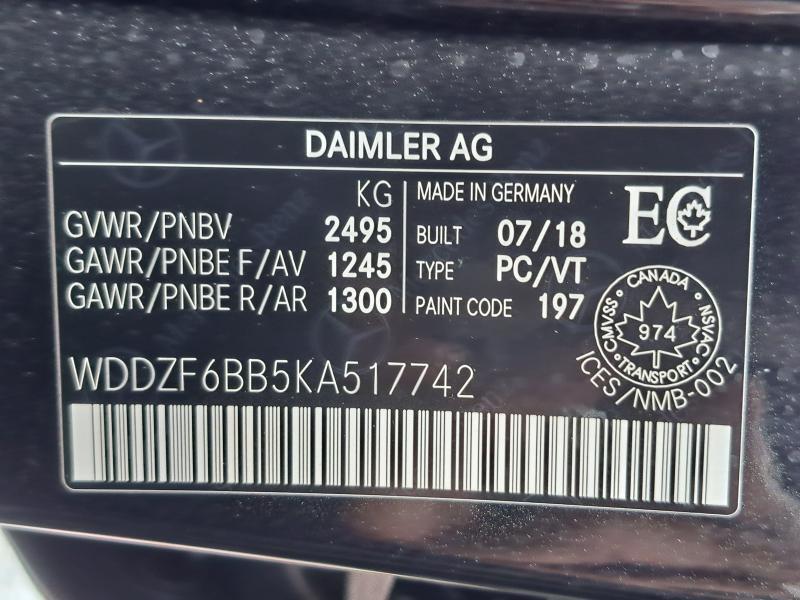 DAIMLER AG
KG
GVWR/PNBV 2495
GAWR/PNBE F/AV 1245
GAWR/PNBE R/AR 1300
MADE IN GERMANY
BUILT 07/18
TYPE PC/VT
PAINT CODE 197
EC
CANADA
CMVSS 974 NSVAC
TRANSPORT
ICES/NMB-002
WDDZF6BB5KA517742